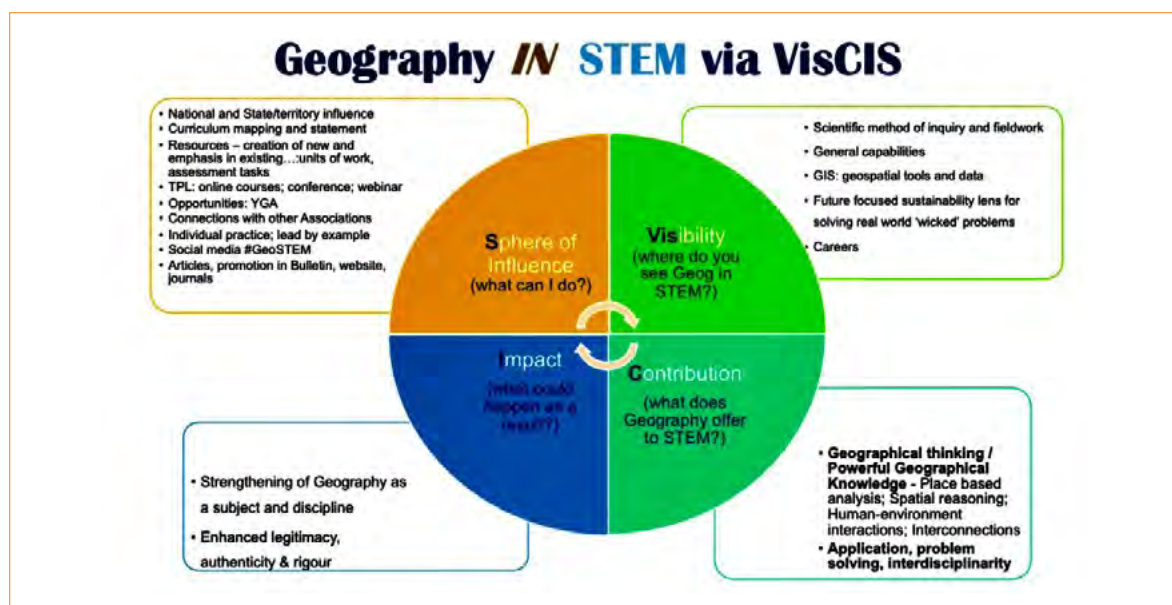 Geography IN STEM via VisCIS
• National and State/territory influence
• Curriculum mapping and statement
• Resources – creation of new and
emphasis in existing…:units of work,
assessment tasks
• TPL: online courses; conference; webinar
• Opportunities: YGA
• Connections with other Associations
• Individual practice; lead by example
• Social media #GeoSTEM
• Articles, promotion in Bulletin, website,
journals
• Scientific method of inquiry and fieldwork
• General capabilities
• GIS: geospatial tools and data
• Future focused sustainability lens for
solving real world ‘wicked’ problems
• Careers
Sphere of
Influence
(what can I do?)
Visibility
(where do you
see Geog in
STEM?)
Impact
(what could
happen as a
result?)
Contribution
(what does
Geography offer
to STEM?)
• Strengthening of Geography as
a subject and discipline
• Enhanced legitimacy,
authenticity & rigour
• Geographical thinking /
Powerful Geographical
Knowledge - Place based
analysis; Spatial reasoning;
Human-environment
interactions; Interconnections
• Application, problem
solving, interdisciplinarity